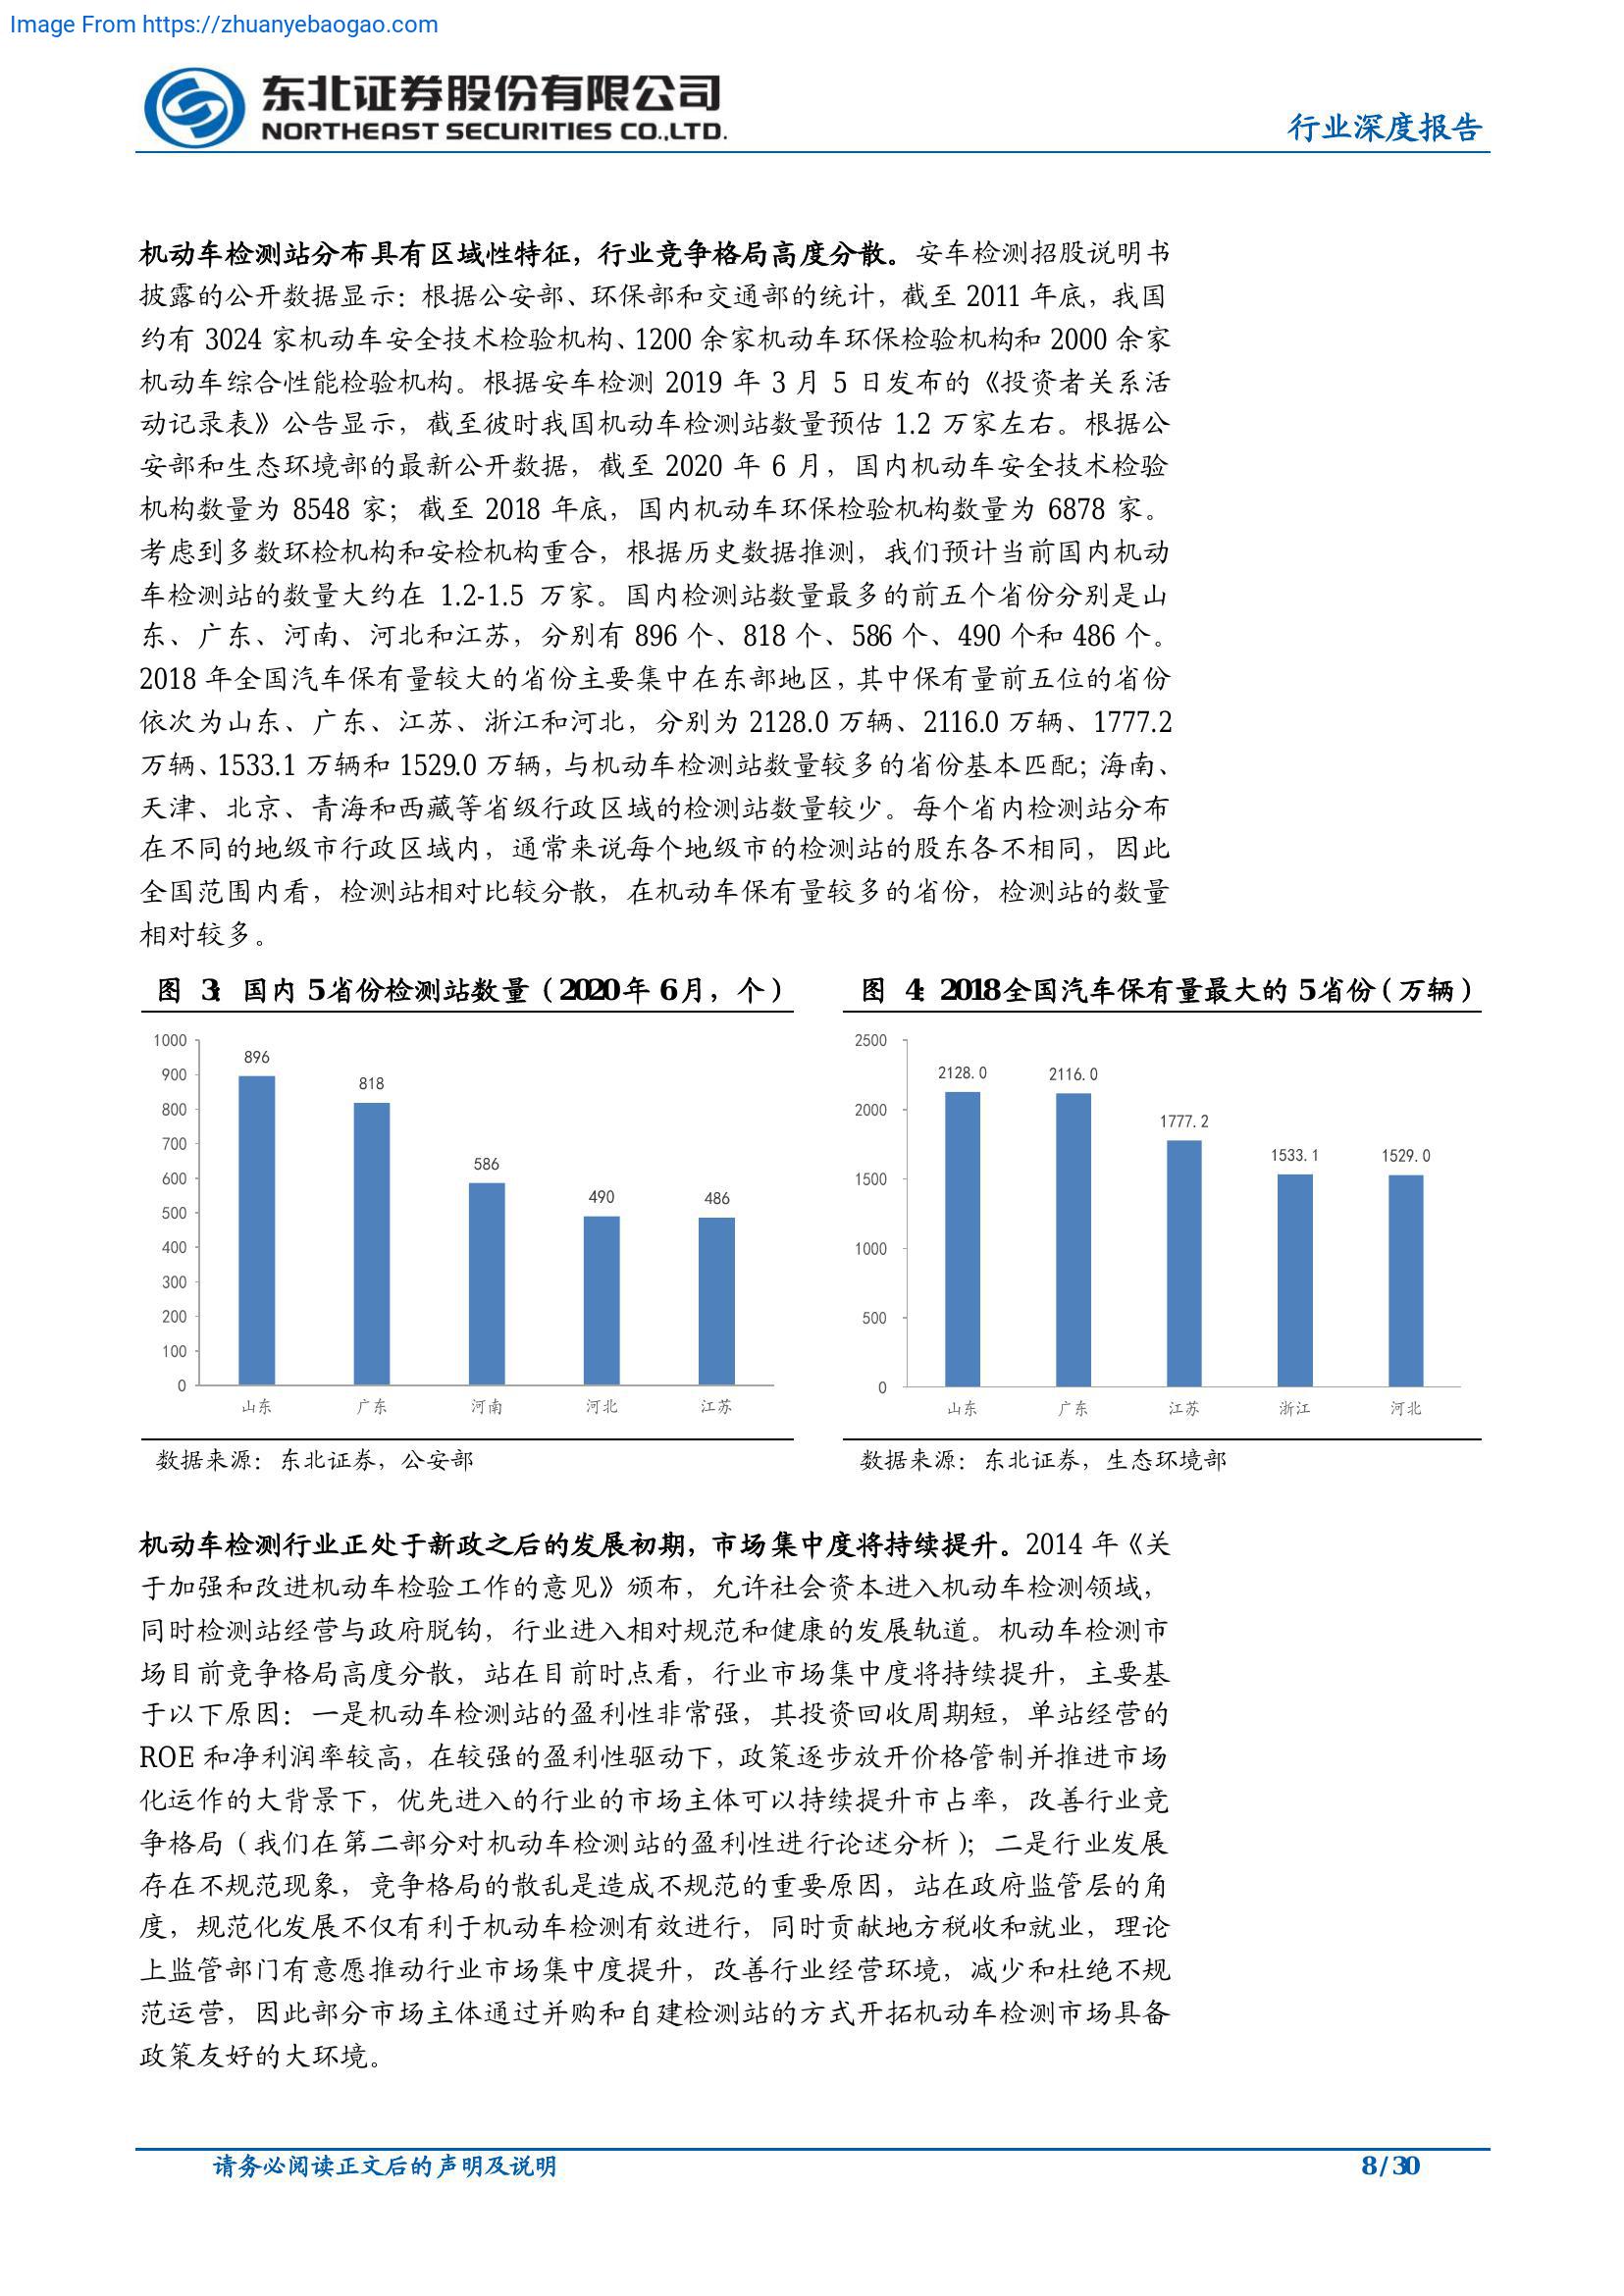 Image From https://zhuanyebaogao.com
东北证券股份有限公司
NORTHEAST SECURITIES CO.,LTD.
行业深度报告
机动车检测站分布具有区域性特征，行业竞争格局高度分散。安车检测招股说明书
披露的公开数据显示：根据公安部、环保部和交通部的统计，截至 2011 年底，我国
约有 3024 家机动车安全技术检验机构、1200 余家机动车环保检验机构和 2000 余家
机动车综合性能检验机构。根据安车检测 2019 年 3 月 5 日发布的《投资者关系活
动记录表》公告显示，截至彼时我国机动车检测站数量预估 1.2 万家左右。根据公
安部和生态环境部的最新公开数据，截至 2020 年 6 月，国内机动车安全技术检验
机构数量为 8548 家；截至 2018 年底，国内机动车环保检验机构数量为 6878 家。
考虑到多数环检机构和安检机构重合，根据历史数据推测，我们预计当前国内机动
车检测站的数量大约在 1.2-1.5 万家。国内检测站数量最多的前五个省份分别是山
东、广东、河南、河北和江苏，分别有 896 个、818 个、586 个、490 个和 486 个。
2018 年全国汽车保有量较大的省份主要集中在东部地区，其中保有量前五位的省份
依次为山东、广东、江苏、浙江和河北，分别为 2128.0 万辆、2116.0 万辆、1777.2
万辆、1533.1 万辆和 1529.0 万辆，与机动车检测站数量较多的省份基本匹配；海南、
天津、北京、青海和西藏等省级行政区域的检测站数量较少。每个省内检测站分布
在不同的地级市行政区域内，通常来说每个地级市的检测站的股东各不相同，因此
全国范围内看，检测站相对比较分散，在机动车保有量较多的省份，检测站的数量
相对较多。
图 3：国内 5 省份检测站数量（2020 年 6 月，个）
1000
900
800
700
600
500
400
300
200
100
0
896
818
586
490
486
山东
广东
河南
河北
江苏
数据来源：东北证券，公安部
图 4：2018 全国汽车保有量最大的 5 省份（万辆）
2500
2000
1500
1000
500
0
2128.0
2116.0
1777.2
1533.1
1529.0
山东
广东
江苏
浙江
河北
数据来源：东北证券，生态环境部
机动车检测行业正处于新政之后的发展初期，市场集中度将持续提升。2014 年《关
于加强和改进机动车检验工作的意见》颁布，允许社会资本进入机动车检测领域，
同时检测站经营与政府脱钩，行业进入相对规范和健康的发展轨道。机动车检测市
场目前竞争格局高度分散，站在目前时点看，行业市场集中度将持续提升，主要基
于以下原因：一是机动车检测站的盈利性非常强，其投资回收周期短，单站经营的
ROE 和净利润率较高，在较强的盈利性驱动下，政策逐步放开价格管制并推进市场
化运作的大背景下，优先进入的行业的市场主体可以持续提升市占率，改善行业竞
争格局（我们在第二部分对机动车检测站的盈利性进行论述分析）；二是行业发展
存在不规范现象，竞争格局的散乱是造成不规范的重要原因，站在政府监管层的角
度，规范化发展不仅有利于机动车检测有效进行，同时贡献地方税收和就业，理论
上监管部门有意愿推动行业市场集中度提升，改善行业经营环境，减少和杜绝不规
范运营，因此部分市场主体通过并购和自建检测站的方式开拓机动车检测市场具备
政策友好的大环境。
请务必阅读正文后的声明及说明
8 / 30